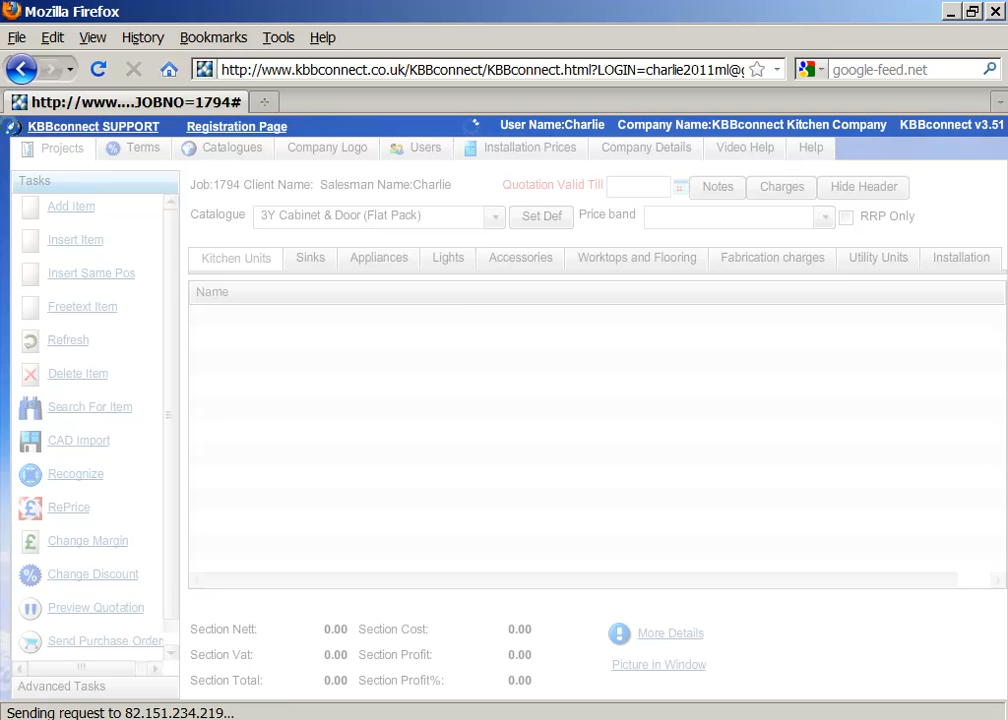 Mozilla Firefox
File Edit View History Bookmarks Tools Help
http://www.kbbconnect.co.uk/KBBconnect/KBBconnect.html?LOGIN=charlie2011ml@g
google-feed.net
http://www....JOBNO=1794#
KBBconnect SUPPORT Registration Page User Name:Charlie Company Name:KBBconnect Kitchen Company KBBconnect v3.51
Projects Terms Catalogues Company Logo Users Installation Prices Company Details Video Help Help
Tasks
Job:1794 Client Name: Salesman Name:Charlie Quotation Valid Till Notes Charges Hide Header
Catalogue 3Y Cabinet & Door (Flat Pack) Set Def Price band RRP Only
Kitchen Units Sinks Appliances Lights Accessories Worktops and Flooring Fabrication charges Utility Units Installation
Name
Add Item
Insert Item
Insert Same Pos
Freetext Item
Refresh
Delete Item
Search For Item
CAD Import
Recognize
RePrice
Change Margin
Change Discount
Preview Quotation
Send Purchase Order
Advanced Tasks
Section Nett: 0.00 Section Cost: 0.00 More Details
Section Vat: 0.00 Section Profit: 0.00 Picture in Window
Section Total: 0.00 Section Profit%: 0.00
Sending request to 82.151.234.219...